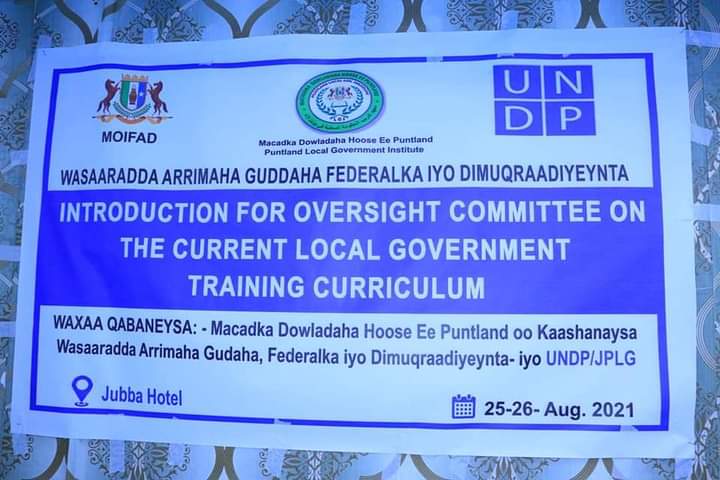 MOIFAD
Macadka Dowladaha Hoose Ee Puntland
Puntland Local Government Institute
UN
DP
WASAARADDA ARRIMAHA GUDDAHA FEDERALKA IYO DIMUQRAADIYEYNTA
INTRODUCTION FOR OVERSIGHT COMMITTEE ON
THE CURRENT LOCAL GOVERNMENT
TRAINING CURRICULUM
WAXAA QABANEYSA: - Macadka Dowladaha Hoose Ee Puntland oo Kaashanaysa
Wasaaradda Arrimaha Gudaha, Federalka iyo Dimuqraadiyeynta- iyo UNDP/JPLG
Jubba Hotel
25-26- Aug. 2021